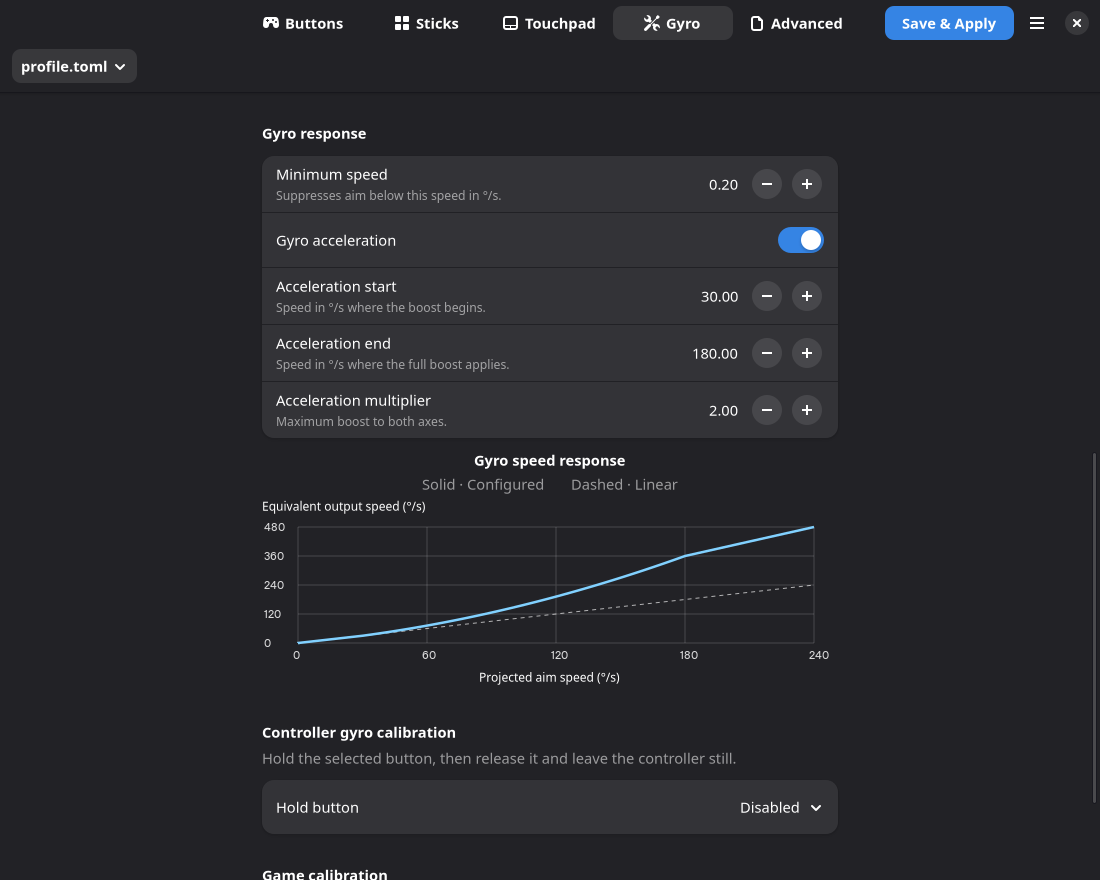 Buttons
Sticks
Touchpad
Gyro
Advanced
Save & Apply
profile.toml
Gyro response
Minimum speed
Suppresses aim below this speed in °/s.
0.20
Gyro acceleration
Acceleration start
Speed in °/s where the boost begins.
30.00
Acceleration end
Speed in °/s where the full boost applies.
180.00
Acceleration multiplier
Maximum boost to both axes.
2.00
Gyro speed response
Solid · Configured Dashed · Linear
Equivalent output speed (°/s)
480
360
240
120
0
0 60 120 180 240
Projected aim speed (°/s)
Controller gyro calibration
Hold the selected button, then release it and leave the controller still.
Hold button
Disabled
Game calibration